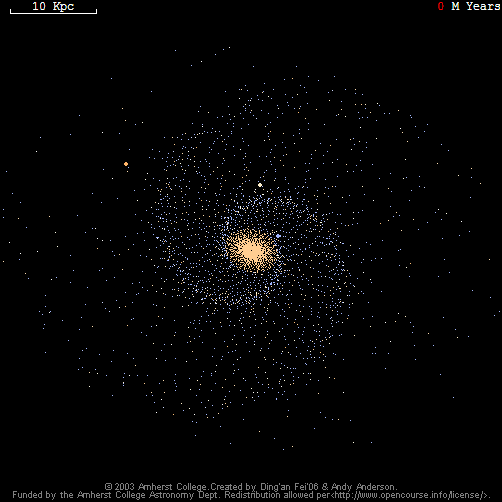 10 Kpc
0 M Years
© 2003 Amherst College.Created by Ding'an Fei'06 & Andy Anderson.
Funded by the Amherst College Astronomy Dept. Redistribution allowed per<http://www.opencourse.info/license/>.